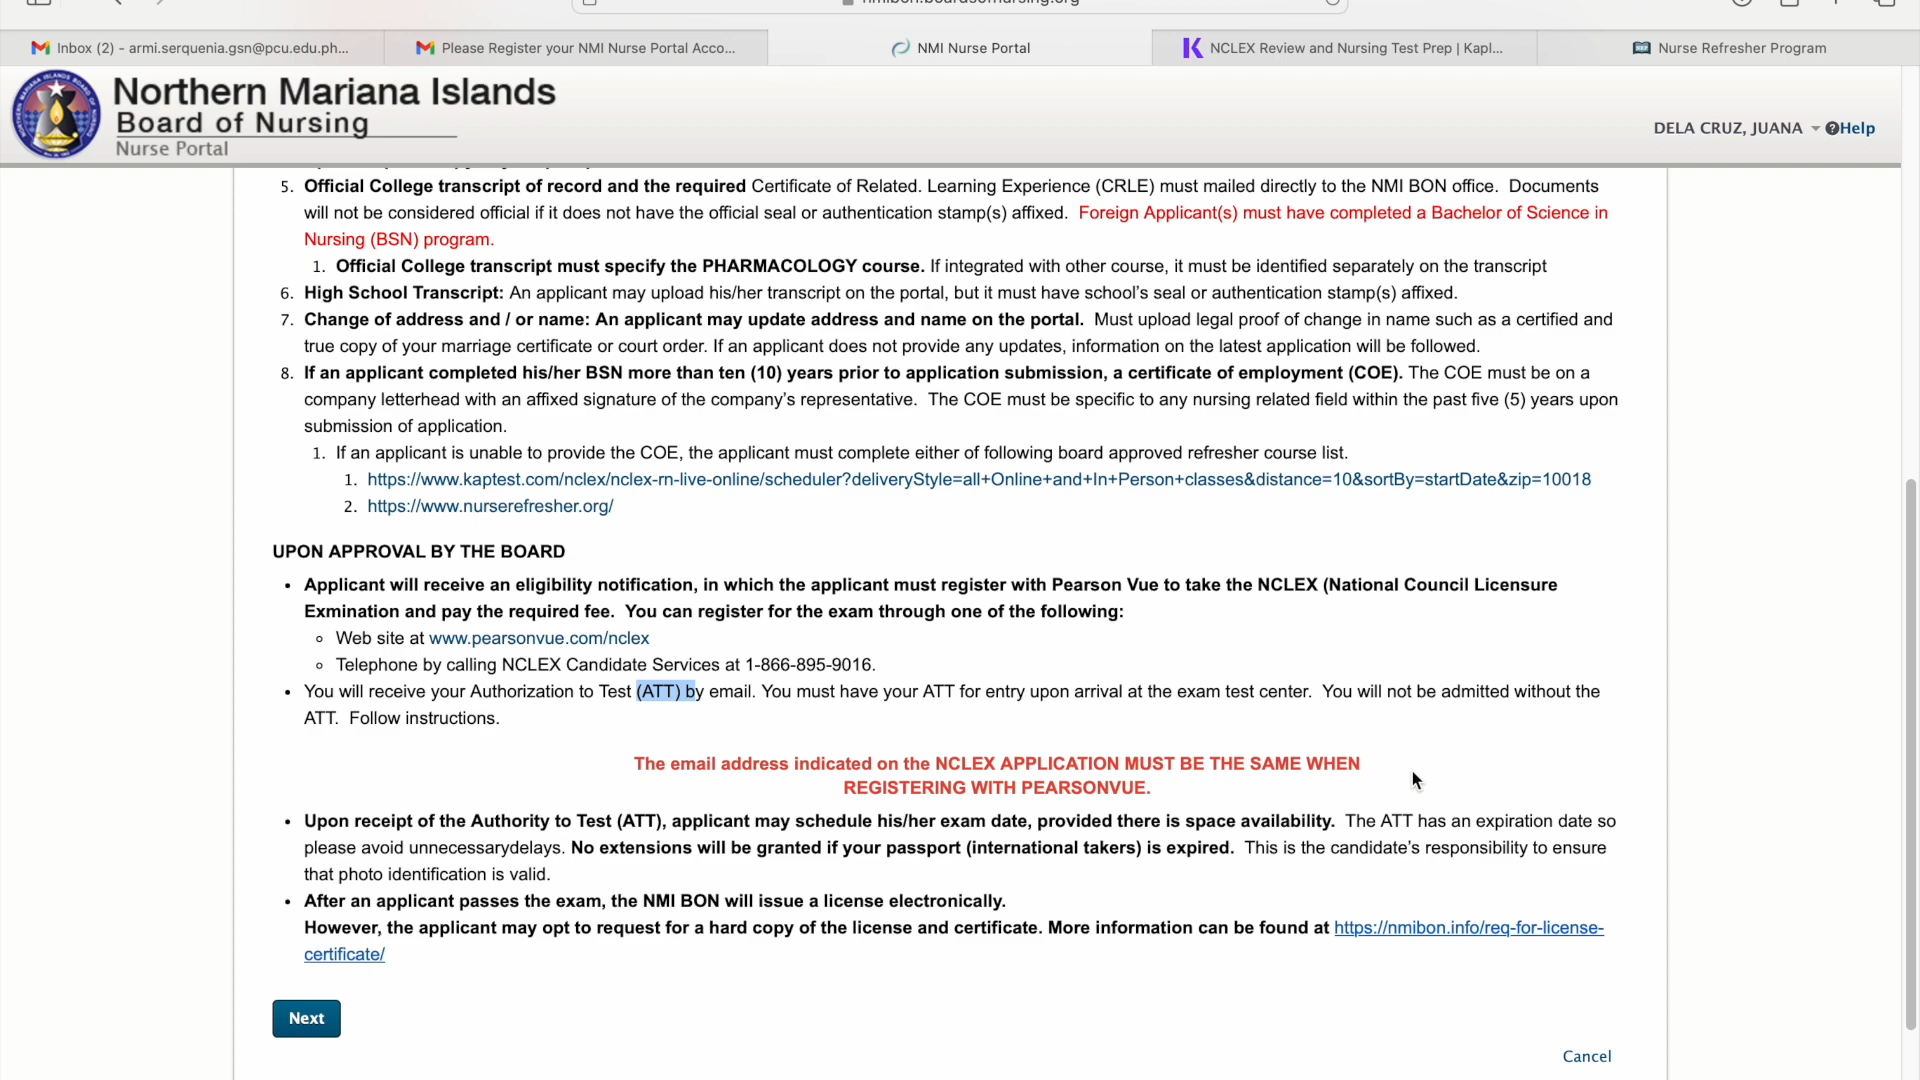 Inbox (2) - armi.serquenia.gsn@pcu.edu.ph...
Please Register your NMI Nurse Portal Acco...
NMI Nurse Portal
NCLEX Review and Nursing Test Prep | Kapl...
Nurse Refresher Program
Northern Mariana Islands
Board of Nursing
Nurse Portal
DELA CRUZ, JUANA
Help
5. Official College transcript of record and the required Certificate of Related. Learning Experience (CRLE) must mailed directly to the NMI BON office. Documents
will not be considered official if it does not have the official seal or authentication stamp(s) affixed. Foreign Applicant(s) must have completed a Bachelor of Science in
Nursing (BSN) program.
1. Official College transcript must specify the PHARMACOLOGY course. If integrated with other course, it must be identified separately on the transcript
6. High School Transcript: An applicant may upload his/her transcript on the portal, but it must have school's seal or authentication stamp(s) affixed.
7. Change of address and / or name: An applicant may update address and name on the portal. Must upload legal proof of change in name such as a certified and
true copy of your marriage certificate or court order. If an applicant does not provide any updates, information on the latest application will be followed.
8. If an applicant completed his/her BSN more than ten (10) years prior to application submission, a certificate of employment (COE). The COE must be on a
company letterhead with an affixed signature of the company's representative. The COE must be specific to any nursing related field within the past five (5) years upon
submission of application.
1. If an applicant is unable to provide the COE, the applicant must complete either of following board approved refresher course list.
1. https://www.kaptest.com/nclex/nclex-rn-live-online/scheduler?deliveryStyle=all+Online+and+In+Person+classes&distance=10&sortBy=startDate&zip=10018
2. https://www.nurserefresher.org/
UPON APPROVAL BY THE BOARD
• Applicant will receive an eligibility notification, in which the applicant must register with Pearson Vue to take the NCLEX (National Council Licensure
Exmination and pay the required fee. You can register for the exam through one of the following:
Web site at www.pearsonvue.com/nclex
Telephone by calling NCLEX Candidate Services at 1-866-895-9016.
• You will receive your Authorization to Test (ATT) by email. You must have your ATT for entry upon arrival at the exam test center. You will not be admitted without the
ATT. Follow instructions.
The email address indicated on the NCLEX APPLICATION MUST BE THE SAME WHEN
REGISTERING WITH PEARSONVUE.
• Upon receipt of the Authority to Test (ATT), applicant may schedule his/her exam date, provided there is space availability. The ATT has an expiration date so
please avoid unnecessarydelays. No extensions will be granted if your passport (international takers) is expired. This is the candidate's responsibility to ensure
that photo identification is valid.
• After an applicant passes the exam, the NMI BON will issue a license electronically.
However, the applicant may opt to request for a hard copy of the license and certificate. More information can be found at https://nmibon.info/req-for-license-
certificate/
Next
Cancel